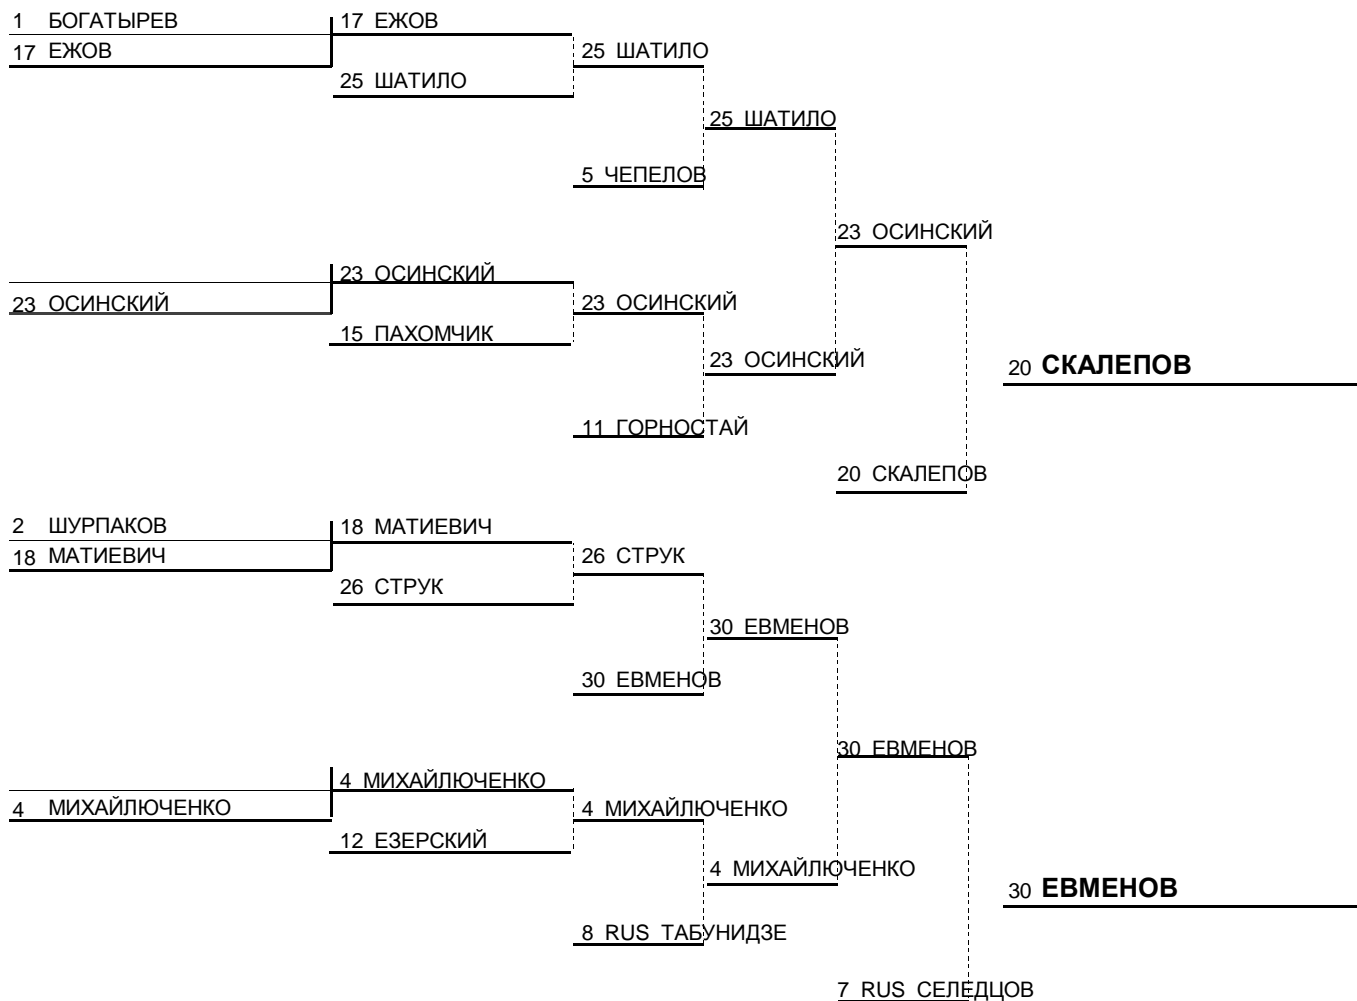 1 БОГАТЫРЕВ
17 ЕЖОВ
17 ЕЖОВ
25 ШАТИЛО
25 ШАТИЛО
5 ЧЕПЕЛОВ
25 ШАТИЛО
23 ОСИНСКИЙ
23 ОСИНСКИЙ
15 ПАХОМЧИК
23 ОСИНСКИЙ
11 ГОРНОСТАЙ
23 ОСИНСКИЙ
23 ОСИНСКИЙ
20 СКАЛЕПОВ
20 СКАЛЕПОВ
2 ШУРПАКОВ
18 МАТИЕВИЧ
18 МАТИЕВИЧ
26 СТРУК
26 СТРУК
30 ЕВМЕНОВ
30 ЕВМЕНОВ
4 МИХАЙЛЮЧЕНКО
4 МИХАЙЛЮЧЕНКО
12 ЕЗЕРСКИЙ
4 МИХАЙЛЮЧЕНКО
8 RUS ТАБУНИДЗЕ
4 МИХАЙЛЮЧЕНКО
30 ЕВМЕНОВ
7 RUS СЕЛЕДЦОВ
30 ЕВМЕНОВ